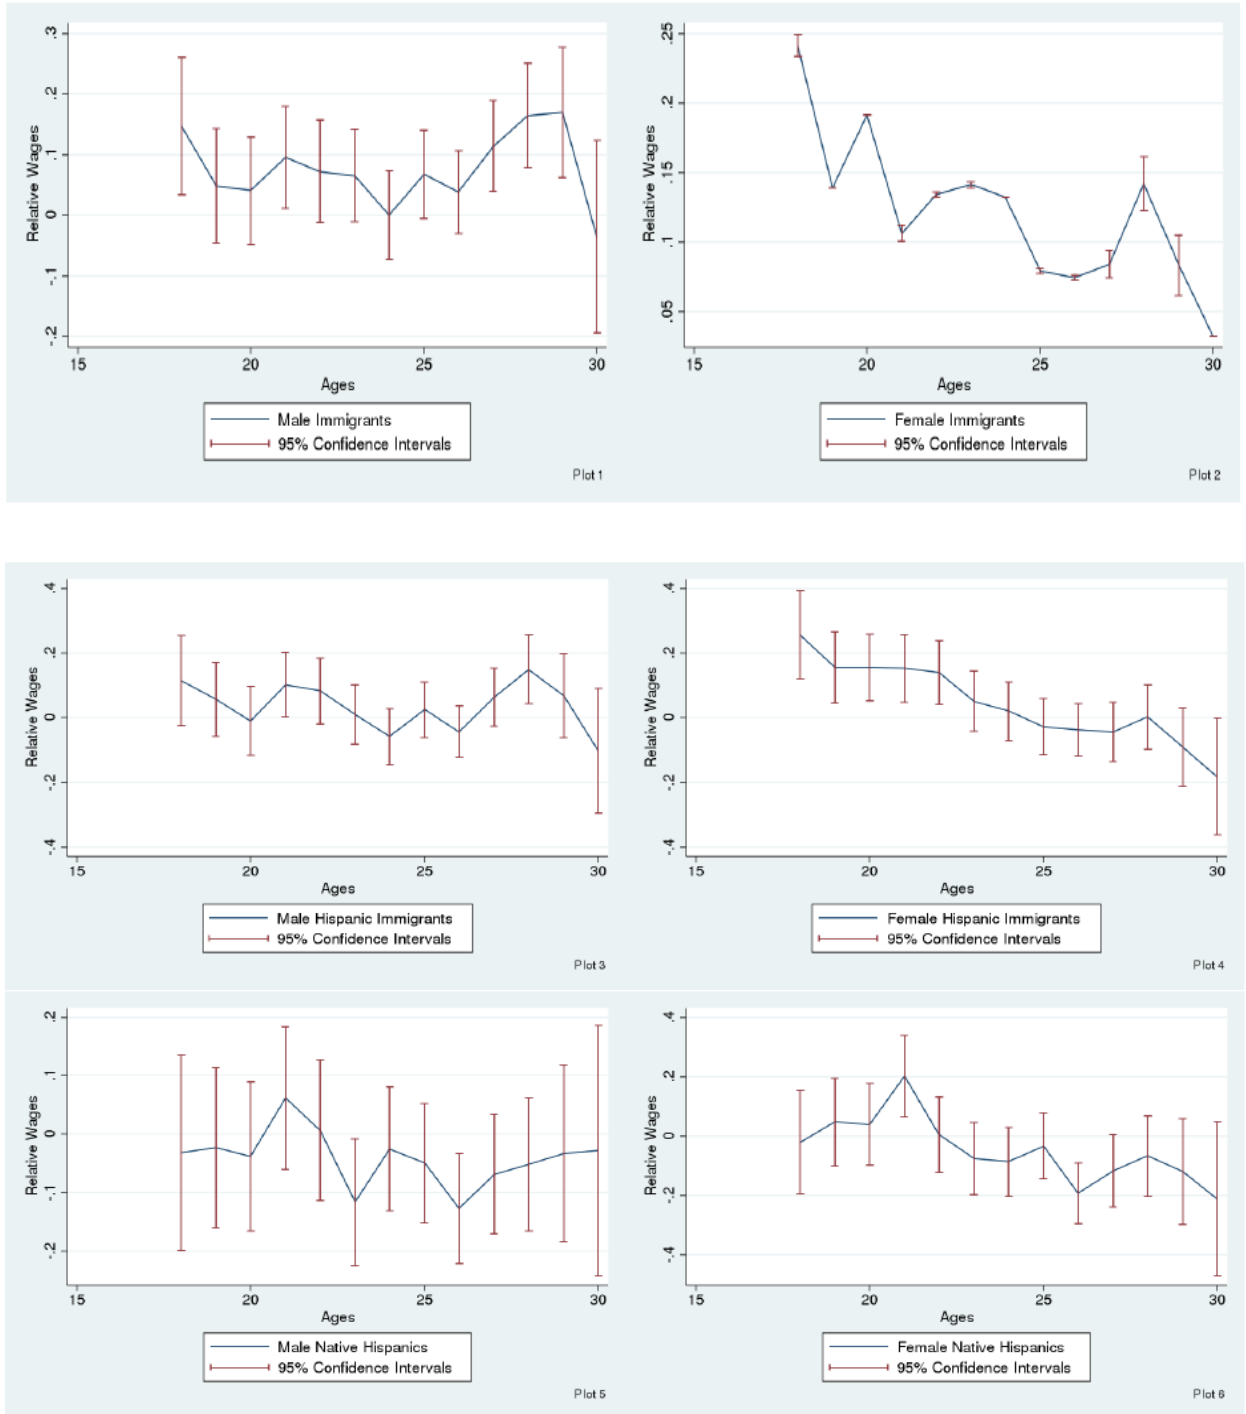 Relative Wages
.3
.2
.1
0
-.1
-.2
15
20
25
30
Ages
Male Immigrants
95% Confidence Intervals
Plot 1
Relative Wages
.25
.2
.15
.1
.05
15
20
25
30
Ages
Female Immigrants
95% Confidence Intervals
Plot 2
Relative Wages
.4
.2
0
-.2
-.4
15
20
25
30
Ages
Male Hispanic Immigrants
95% Confidence Intervals
Plot 3
Relative Wages
.4
.2
0
-.2
-.4
15
20
25
30
Ages
Female Hispanic Immigrants
95% Confidence Intervals
Plot 4
Relative Wages
.2
.1
0
-.1
-.2
15
20
25
30
Ages
Male Native Hispanics
95% Confidence Intervals
Plot 5
Relative Wages
.4
.2
0
-.2
-.4
15
20
25
30
Ages
Female Native Hispanics
95% Confidence Intervals
Plot 6